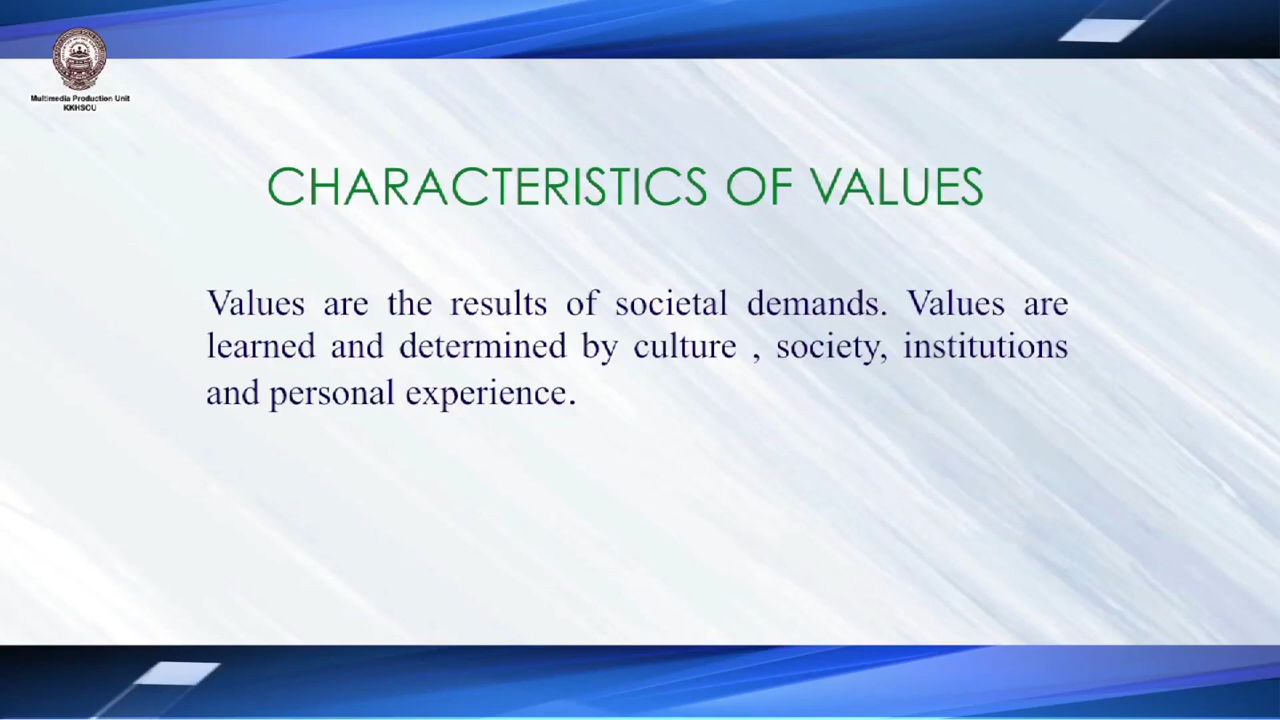 Multimedia Production Unit
KKHSOU
CHARACTERISTICS OF VALUES
Values are the results of societal demands. Values are
learned and determined by culture , society, institutions
and personal experience.